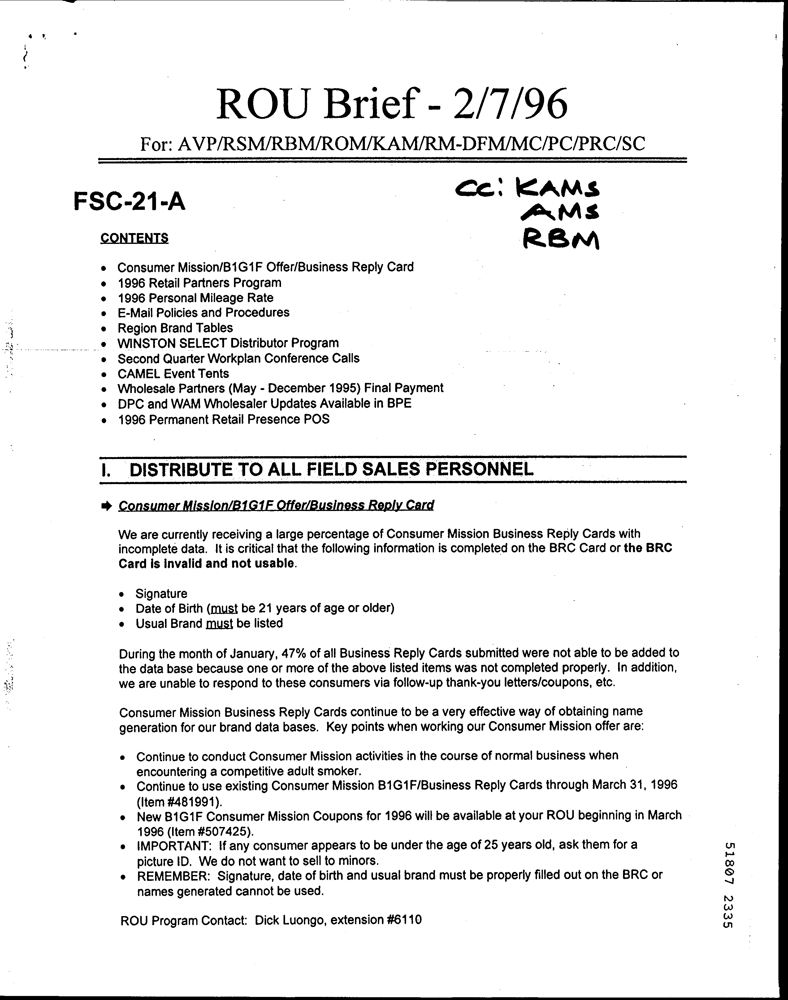 ROU Brief - 2/7/96
For: AVP/RSM/RBM/ROM/KAM/RM-DFM/MC/PC/PRC/SC
FSC-21-A
cc: KAMs
AMs
RBM
CONTENTS
• Consumer Mission/B1G1F Offer/Business Reply Card
• 1996 Retail Partners Program
• 1996 Personal Mileage Rate
• E-Mail Policies and Procedures
• Region Brand Tables
• WINSTON SELECT Distributor Program
• Second Quarter Workplan Conference Calls
• CAMEL Event Tents
• Wholesale Partners (May - December 1995) Final Payment
• DPC and WAM Wholesaler Updates Available in BPE
• 1996 Permanent Retail Presence POS
I. DISTRIBUTE TO ALL FIELD SALES PERSONNEL
➔ Consumer Mission/B1G1F Offer/Business Reply Card
We are currently receiving a large percentage of Consumer Mission Business Reply Cards with
incomplete data. It is critical that the following information is completed on the BRC Card or the BRC
Card is invalid and not usable.
• Signature
• Date of Birth (must be 21 years of age or older)
• Usual Brand must be listed
During the month of January, 47% of all Business Reply Cards submitted were not able to be added to
the data base because one or more of the above listed items was not completed properly. In addition,
we are unable to respond to these consumers via follow-up thank-you letters/coupons, etc.
Consumer Mission Business Reply Cards continue to be a very effective way of obtaining name
generation for our brand data bases. Key points when working our Consumer Mission offer are:
• Continue to conduct Consumer Mission activities in the course of normal business when
encountering a competitive adult smoker.
• Continue to use existing Consumer Mission B1G1F/Business Reply Cards through March 31, 1996
(Item #481991).
• New B1G1F Consumer Mission Coupons for 1996 will be available at your ROU beginning in March
1996 (Item #507425).
• IMPORTANT: If any consumer appears to be under the age of 25 years old, ask them for a
picture ID. We do not want to sell to minors.
• REMEMBER: Signature, date of birth and usual brand must be properly filled out on the BRC or
names generated cannot be used.
ROU Program Contact: Dick Luongo, extension #6110
51807 2335